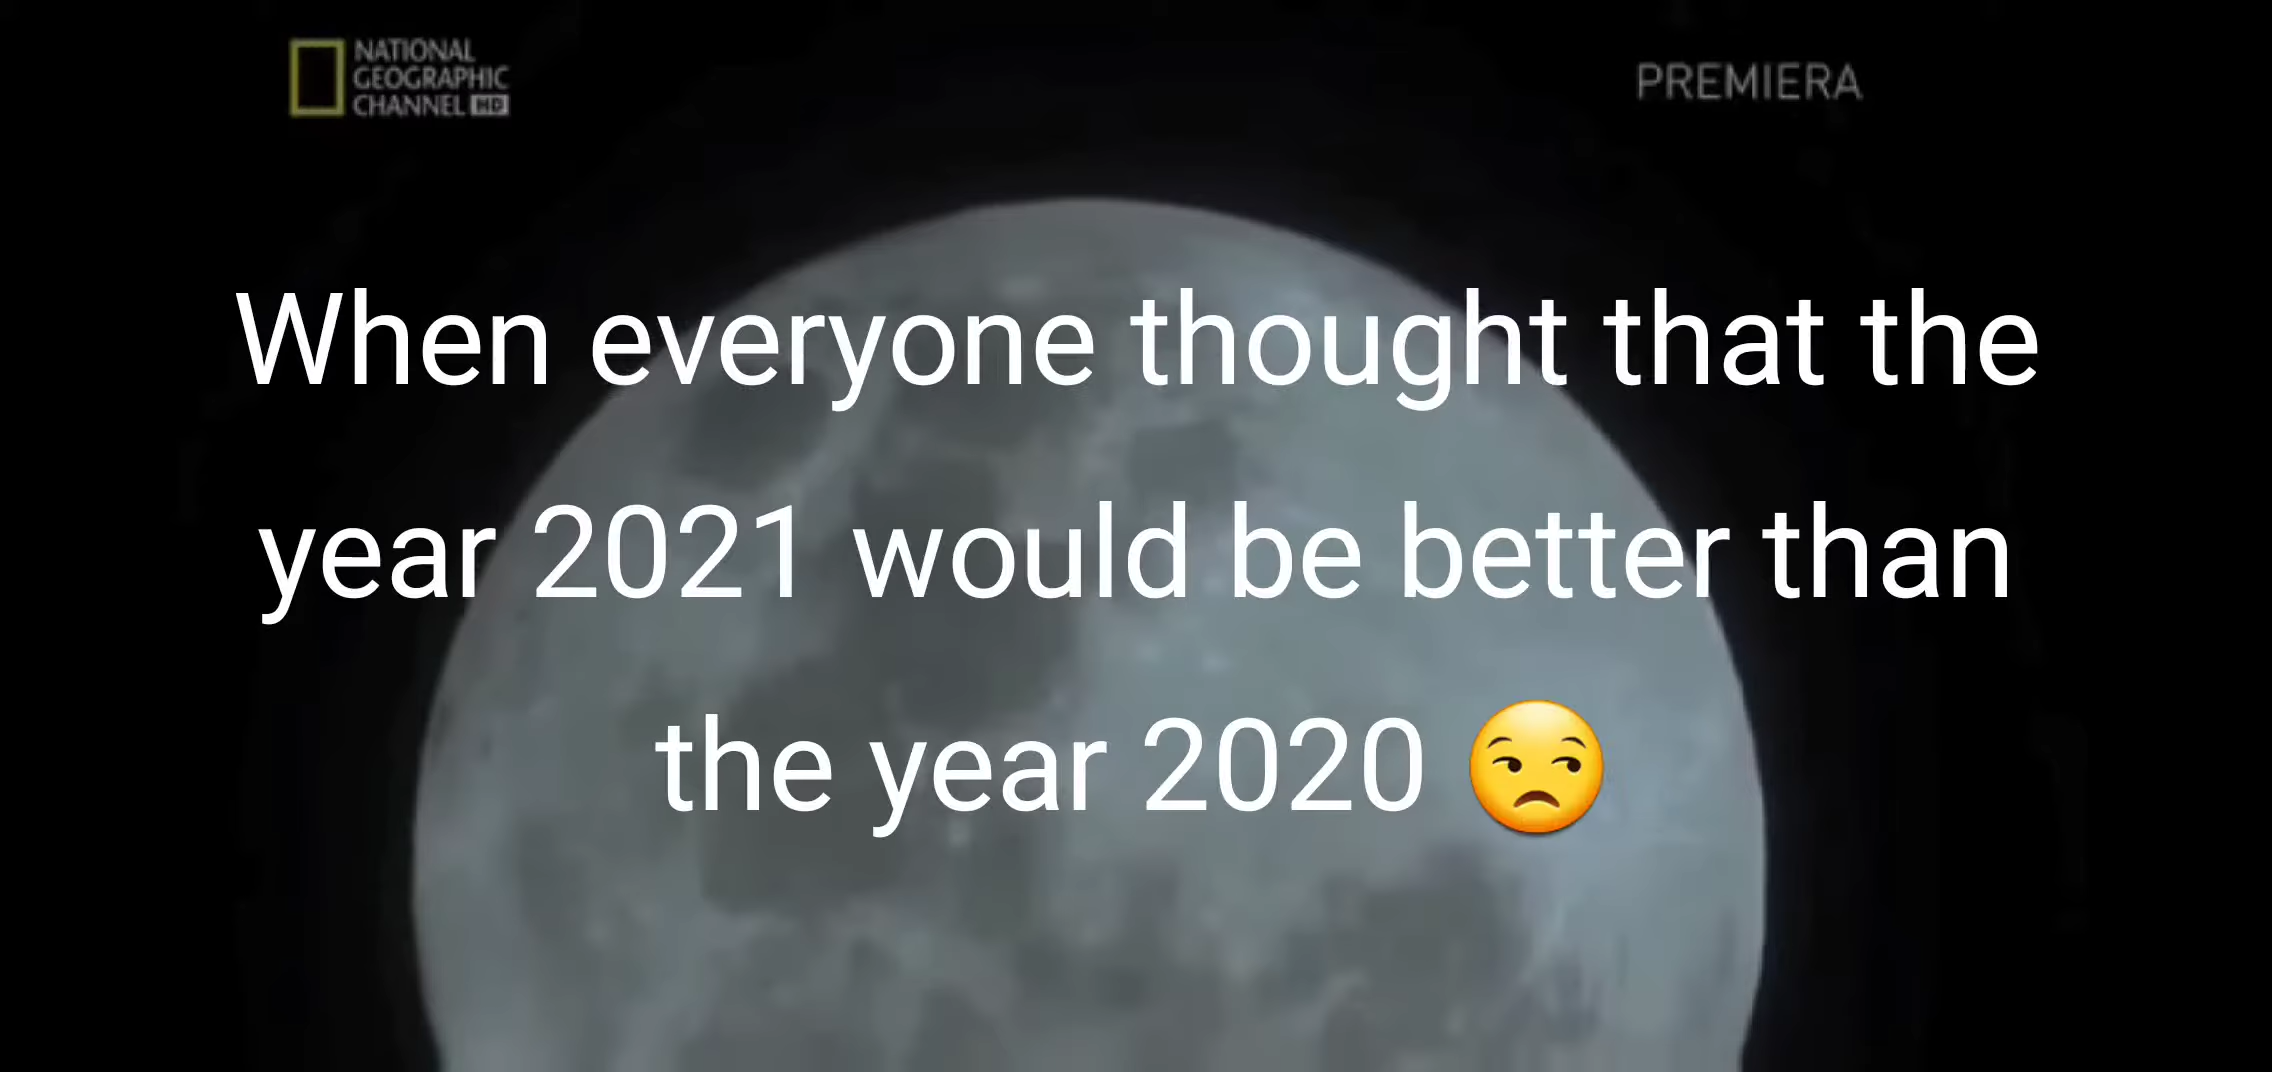 NATIONAL
GEOGRAPHIC
CHANNEL HD
PREMIERA
When everyone thought that the
year 2021 would be better than
the year 2020 😒